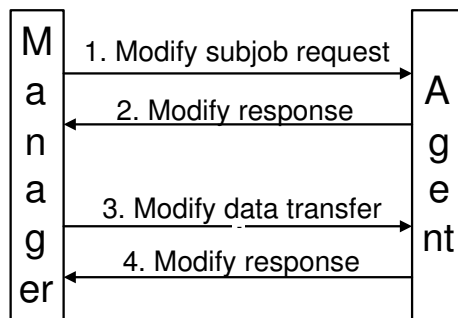 M
a
n
a
g
er
1. Modify subjob request
2. Modify response
3. Modify data transfer
4. Modify response
A
g
e
nt